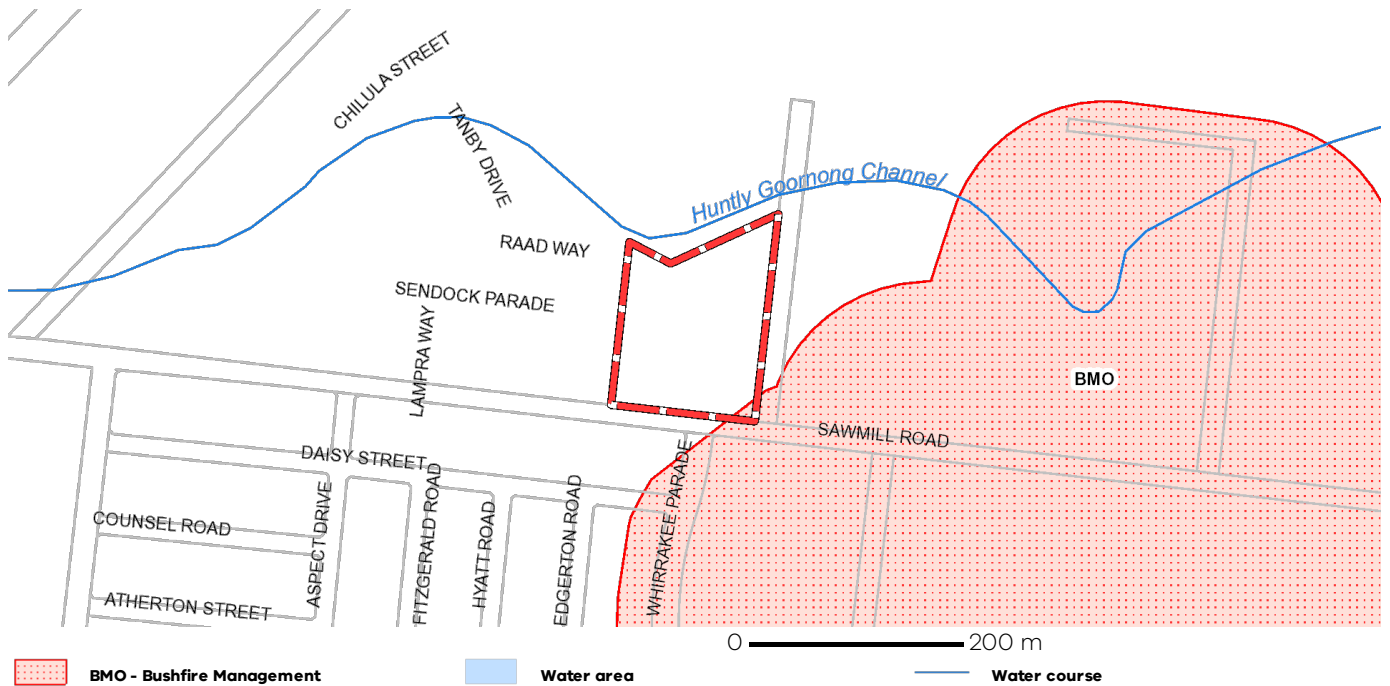 CHILULA STREET
TANBY DRIVE
Huntly Goornong Channel
RAAD WAY
SENDOCK PARADE
LAMPRA WAY
BMO
SAWMILL ROAD
DAISY STREET
WHIRRAKEE PARADE
FITZGERALD ROAD
ASPECT DRIVE
HYATT ROAD
EDGERTON ROAD
COUNSEL ROAD
ATHERTON STREET
0 200 m
BMO - Bushfire Management
Water area
Water course